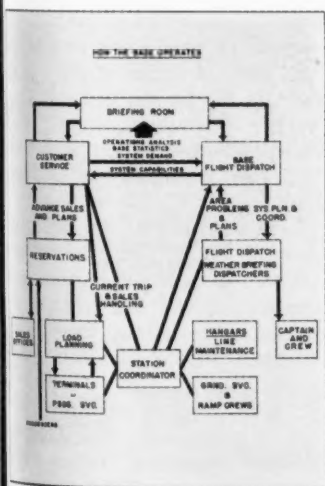 HOW THE BASE OPERATES
BRIEFING ROOM
OPERATIONS ANALYSIS
BASE STATISTICS
SYSTEM DEMAND
CUSTOMER
SERVICE
BASE
FLIGHT DISPATCH
SYSTEM CAPABILITIES
ADVANCE SALES
AND PLANS
AREA
PROBLEMS
& PLANS
SYS PLN. &
COORD.
RESERVATIONS
FLIGHT DISPATCH
WEATHER BRIEFING
DISPATCHERS
CURRENT TRIP
& SALES
HANDLING
SALES
OFFICES
LOAD
PLANNING
HANGARS
LINE
MAINTENANCE
CAPTAIN
AND
CREW
STATION
COORDINATOR
TERMINALS
PSGG. SVC.
GRND. SVC.
&
RAMP CREWS
PASSENGERS